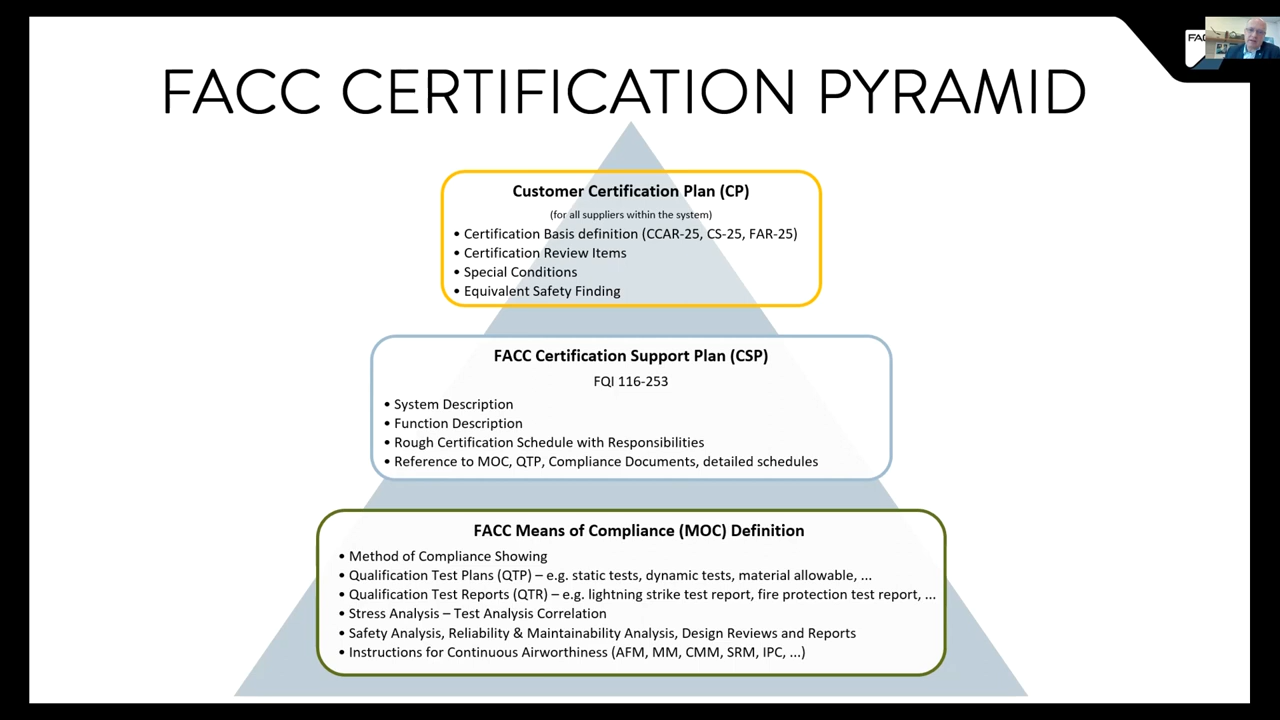 FACC CERTIFICATION PYRAMID
FAC
Customer Certification Plan (CP)
(for all suppliers within the system)
• Certification Basis definition (CCAR-25, CS-25, FAR-25)
• Certification Review Items
• Special Conditions
• Equivalent Safety Finding
FACC Certification Support Plan (CSP)
FQI 116-253
• System Description
• Function Description
• Rough Certification Schedule with Responsibilities
• Reference to MOC, QTP, Compliance Documents, detailed schedules
FACC Means of Compliance (MOC) Definition
• Method of Compliance Showing
• Qualification Test Plans (QTP) – e.g. static tests, dynamic tests, material allowable, ...
• Qualification Test Reports (QTR) – e.g. lightning strike test report, fire protection test report, ...
• Stress Analysis – Test Analysis Correlation
• Safety Analysis, Reliability & Maintainability Analysis, Design Reviews and Reports
• Instructions for Continuous Airworthiness (AFM, MM, CMM, SRM, IPC, ...)